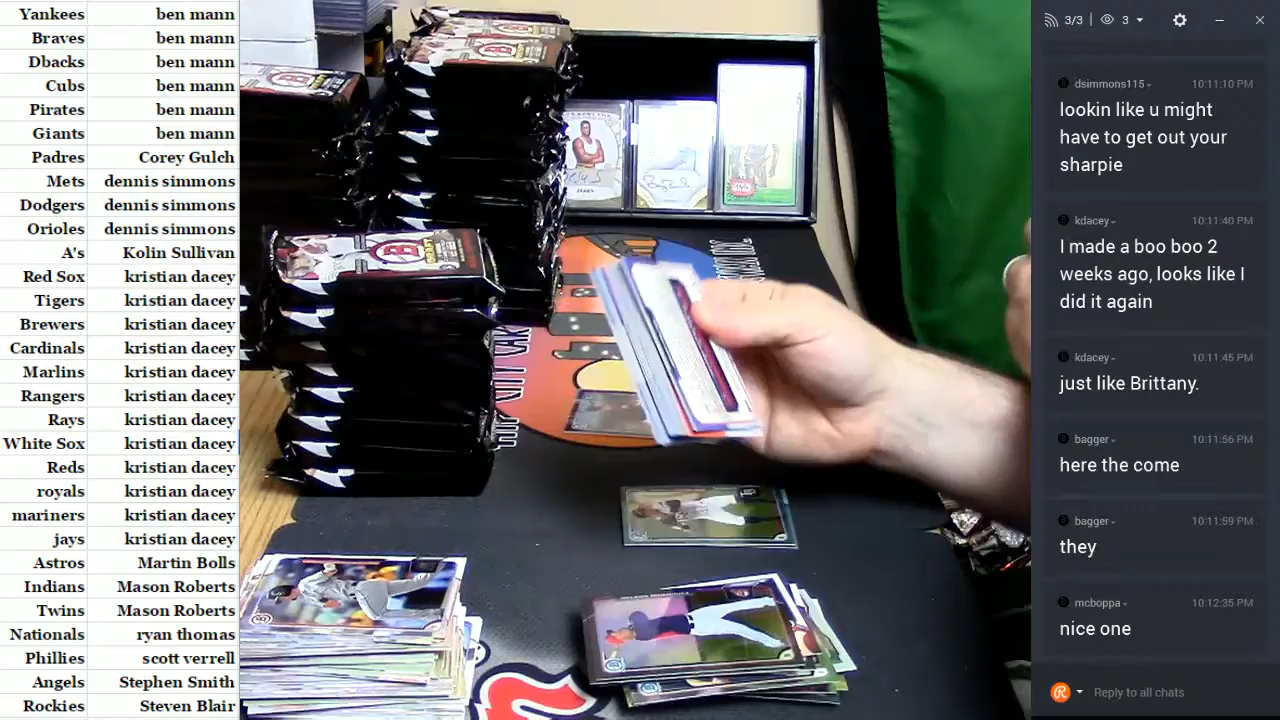 Yankees ben mann
Braves ben mann
Dbacks ben mann
Cubs ben mann
Pirates ben mann
Giants ben mann
Padres Corey Gulch
Mets dennis simmons
Dodgers dennis simmons
Orioles dennis simmons
A's Kolin Sullivan
Red Sox kristian dacey
Tigers kristian dacey
Brewers kristian dacey
Cardinals kristian dacey
Marlins kristian dacey
Rangers kristian dacey
Rays kristian dacey
White Sox kristian dacey
Reds kristian dacey
royals kristian dacey
mariners kristian dacey
jays kristian dacey
Astros Martin Bolls
Indians Mason Roberts
Twins Mason Roberts
Nationals ryan thomas
Phillies scott verrell
Angels Stephen Smith
Rockies Steven Blair
3/3 3
dsimmons115 10:11:10 PM
lookin like u might
have to get out your
sharpie
kdacey 10:11:40 PM
I made a boo boo 2
weeks ago, looks like I
did it again
kdacey 10:11:45 PM
just like Brittany.
bagger 10:11:56 PM
here the come
bagger 10:11:59 PM
they
mcboppa 10:12:35 PM
nice one
Reply to all chats